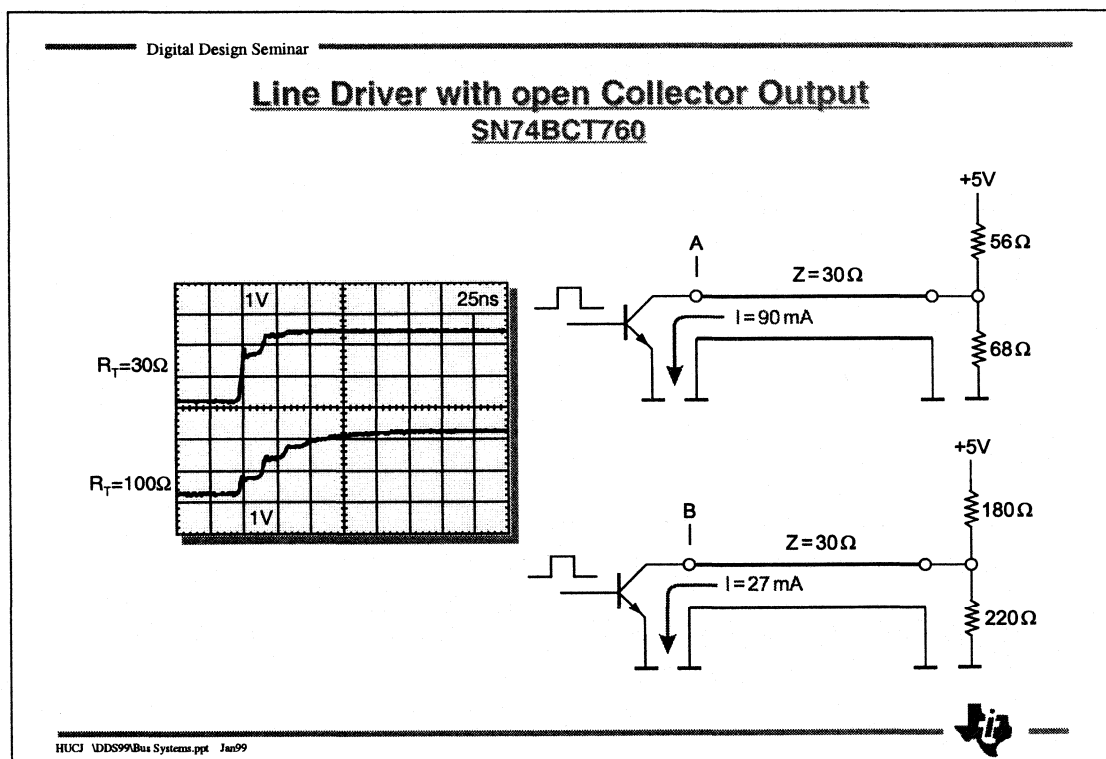 Digital Design Seminar
Line Driver with open Collector Output
SN74BCT760
1V
25ns
R_T=30Ω
R_T=100Ω
1V
+5V
56Ω
A
Z=30Ω
I=90 mA
68Ω
+5V
180Ω
B
Z=30Ω
I=27 mA
220Ω
HUCJ \DDS99\Bus Systems.ppt Jan99
ti